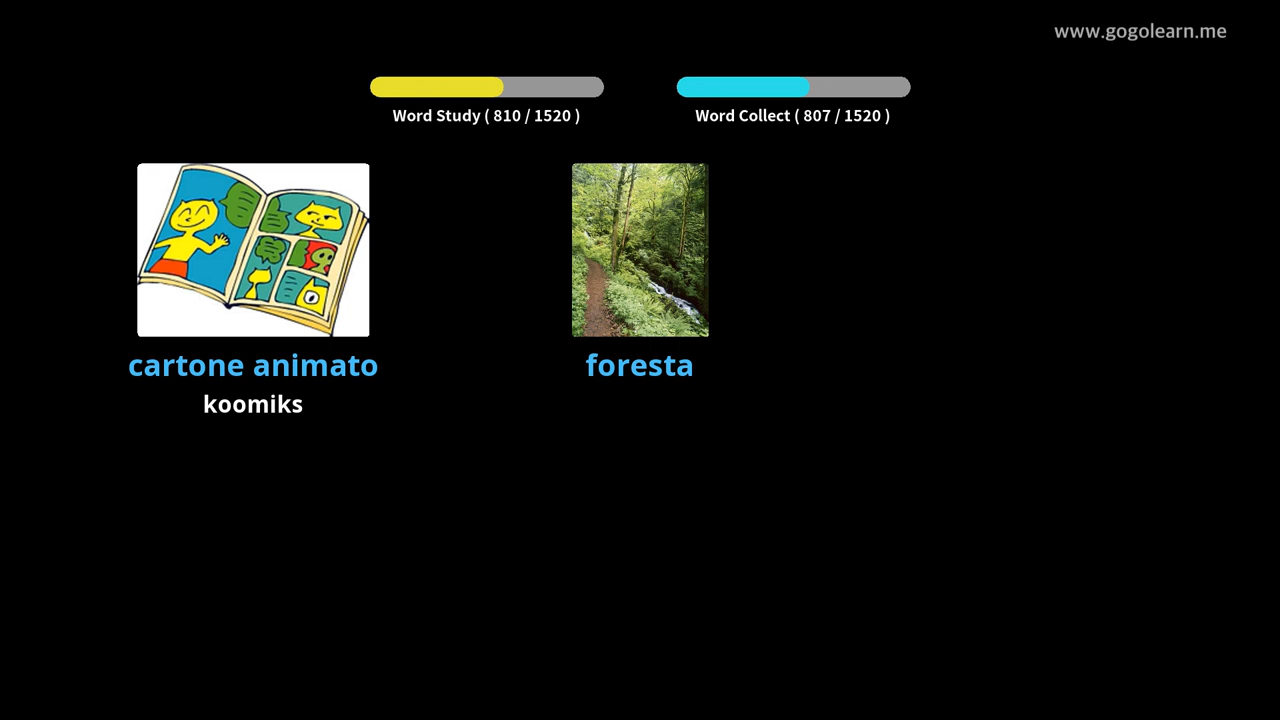 www.gogolearn.me
Word Study ( 810 / 1520 )
Word Collect ( 807 / 1520 )
cartone animato
koomiks
foresta